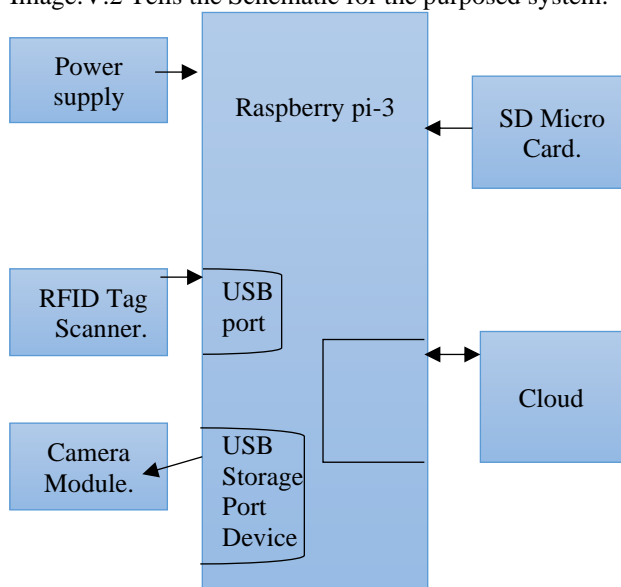 Image.V.2 Tells the Schematic for the purposed system.
Power
supply
Raspberry pi-3
SD Micro
Card.
RFID Tag
Scanner.
USB
port
Cloud
Camera
Module.
USB
Storage
Port
Device